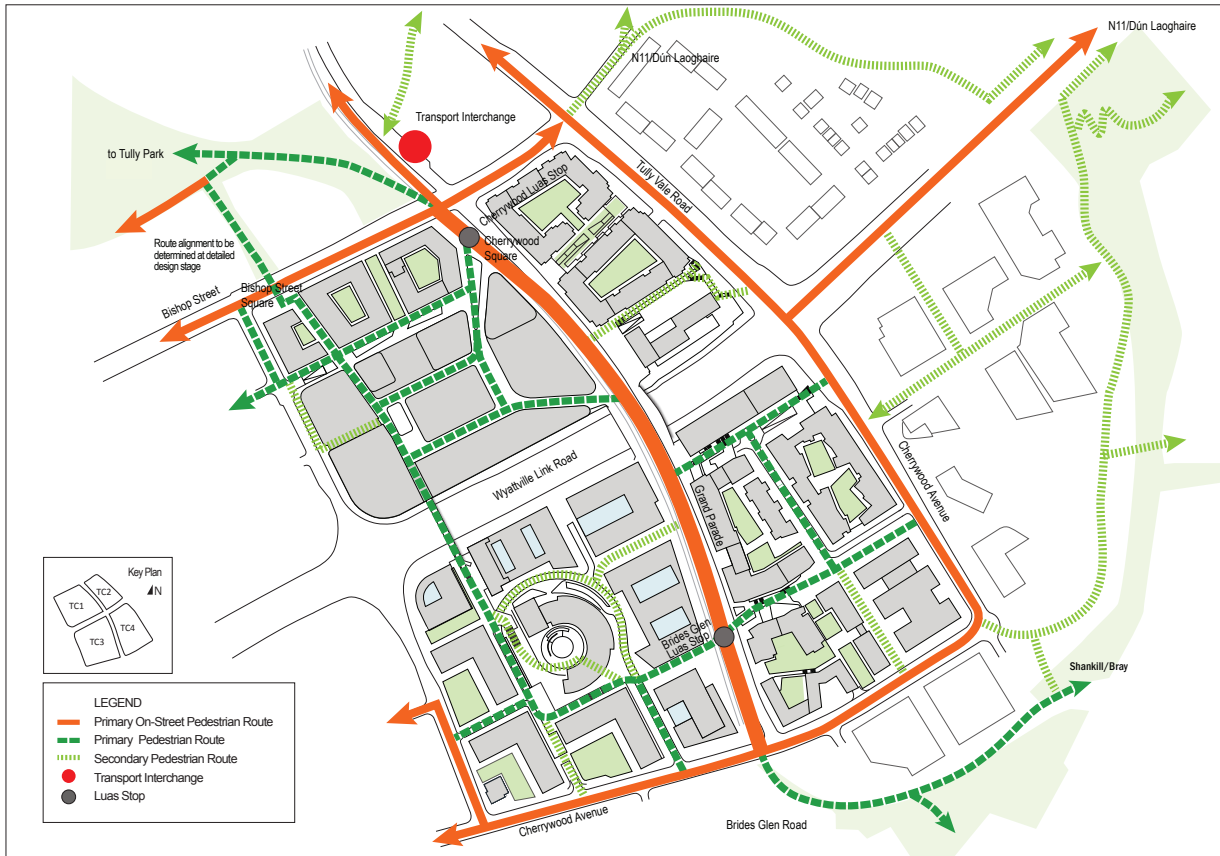 N11/Dún Laoghaire
N11/Dún Laoghaire
Transport Interchange
to Tully Park
Cherrywood Luas Stop
Tully Vale Road
Cherrywood
Square
Route alignment to be
determined at detailed
design stage
Bishop Street
Square
Bishop Street
Wyattville Link Road
Grand Parade
Cherrywood Avenue
Key Plan
N
TC1
TC2
TC3
TC4
Brides Glen
Luas Stop
Shankill/Bray
LEGEND
Primary On-Street Pedestrian Route
Primary Pedestrian Route
Secondary Pedestrian Route
Transport Interchange
Luas Stop
Cherrywood Avenue
Brides Glen Road